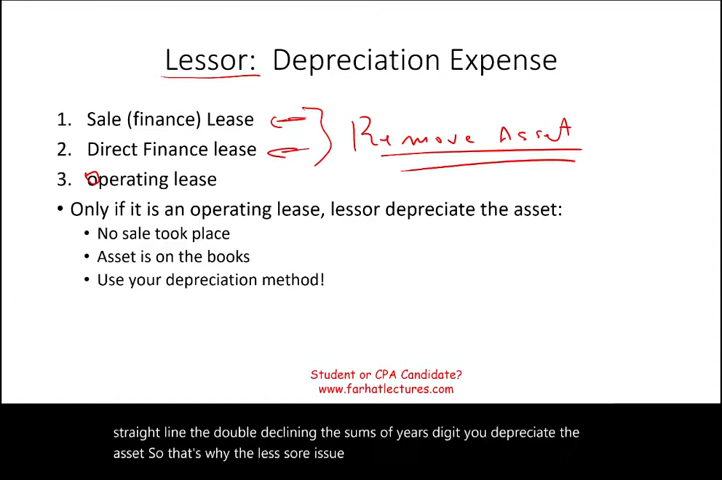 Lessor: Depreciation Expense
1. Sale (finance) Lease
2. Direct Finance lease
Remove Asset
3. operating lease
• Only if it is an operating lease, lessor depreciate the asset:
• No sale took place
• Asset is on the books
• Use your depreciation method!
Student or CPA Candidate?
www.farhatlectures.com
straight line the double declining the sums of years digit you depreciate the
asset So that's why the less sore issue